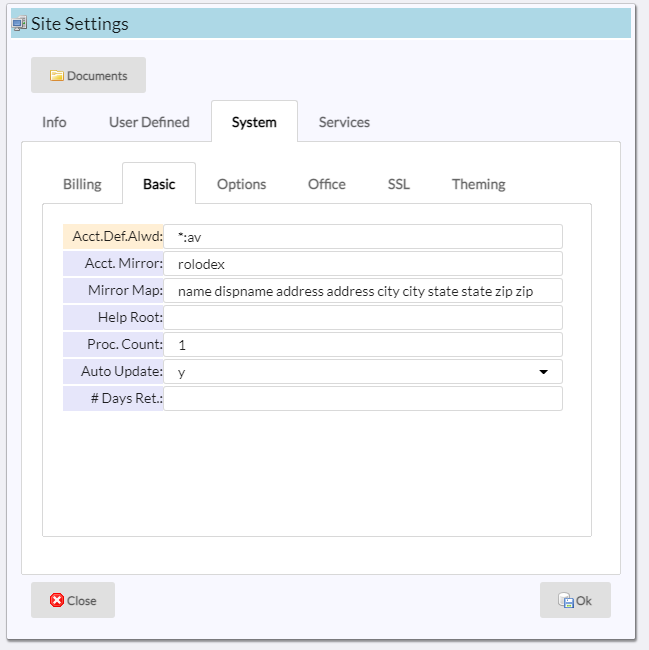 Site Settings
Documents
Info User Defined System Services
Billing Basic Options Office SSL Theming
Acct.Def.Alwd: *:av
Acct. Mirror: rolodex
Mirror Map: name dispname address address city city state state zip zip
Help Root:
Proc. Count: 1
Auto Update: y
# Days Ret.:
Close Ok